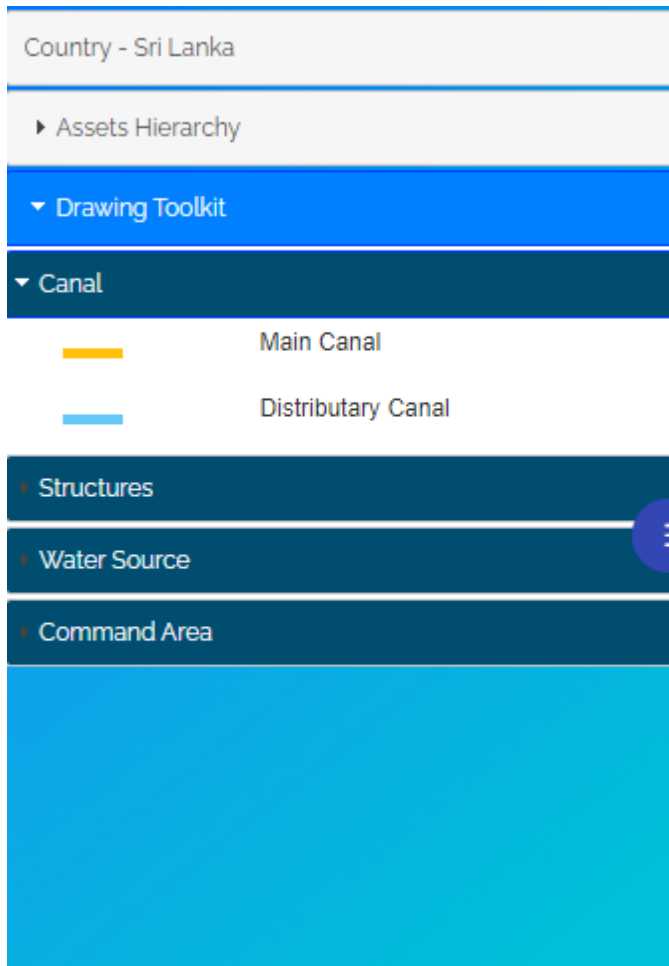 Country - Sri Lanka
Assets Hierarchy
Drawing Toolkit
Canal
Main Canal
Distributary Canal
Structures
Water Source
Command Area